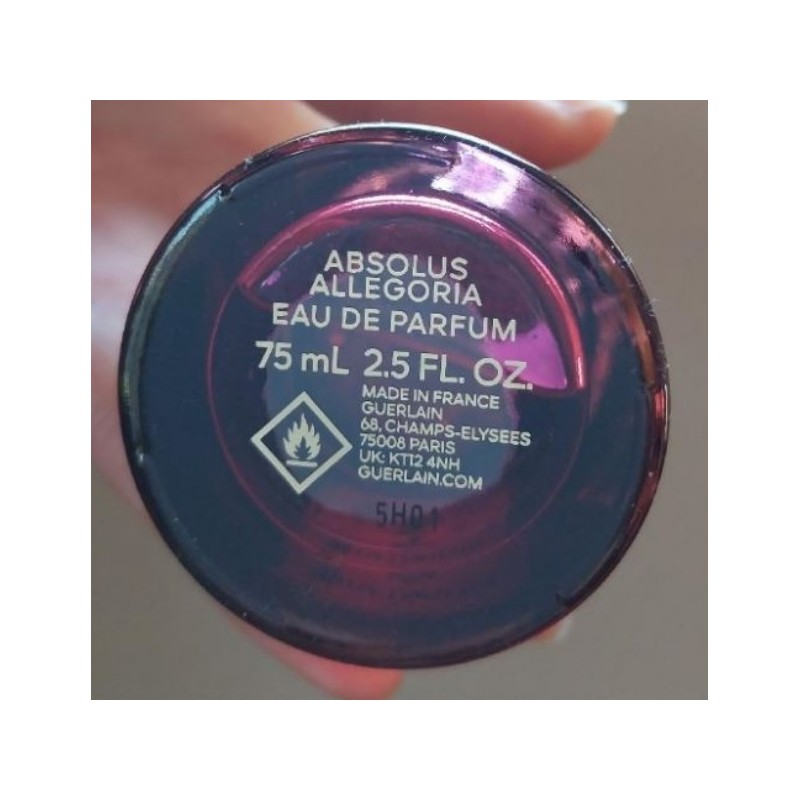 ABSOLUS
ALLEGORIA
EAU DE PARFUM
75 mL 2.5 FL. OZ.
MADE IN FRANCE
GUERLAIN
68, CHAMPS-ELYSEES
75008 PARIS
UK: KT12 4NH
GUERLAIN.COM
5H01